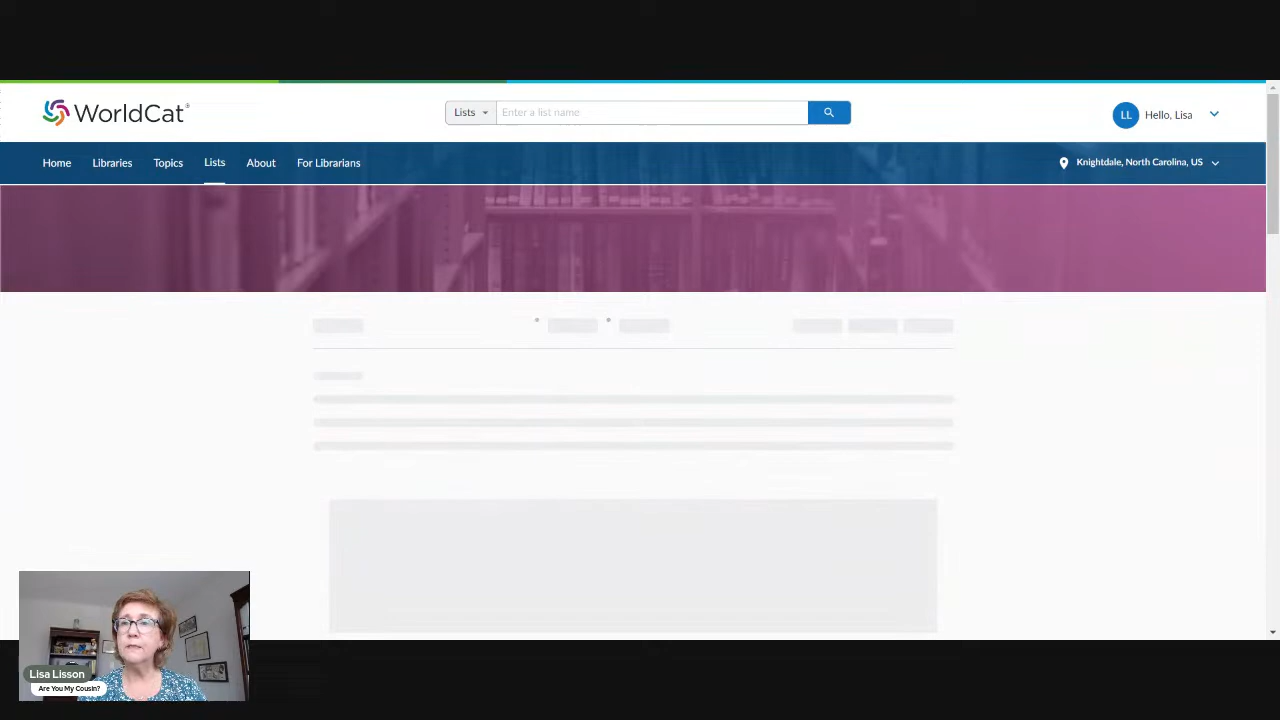 WorldCat®
Lists
Enter a list name
LL
Hello, Lisa
Home
Libraries
Topics
Lists
About
For Librarians
Knightdale, North Carolina, US
Lisa Lisson
Are You My Cousin?